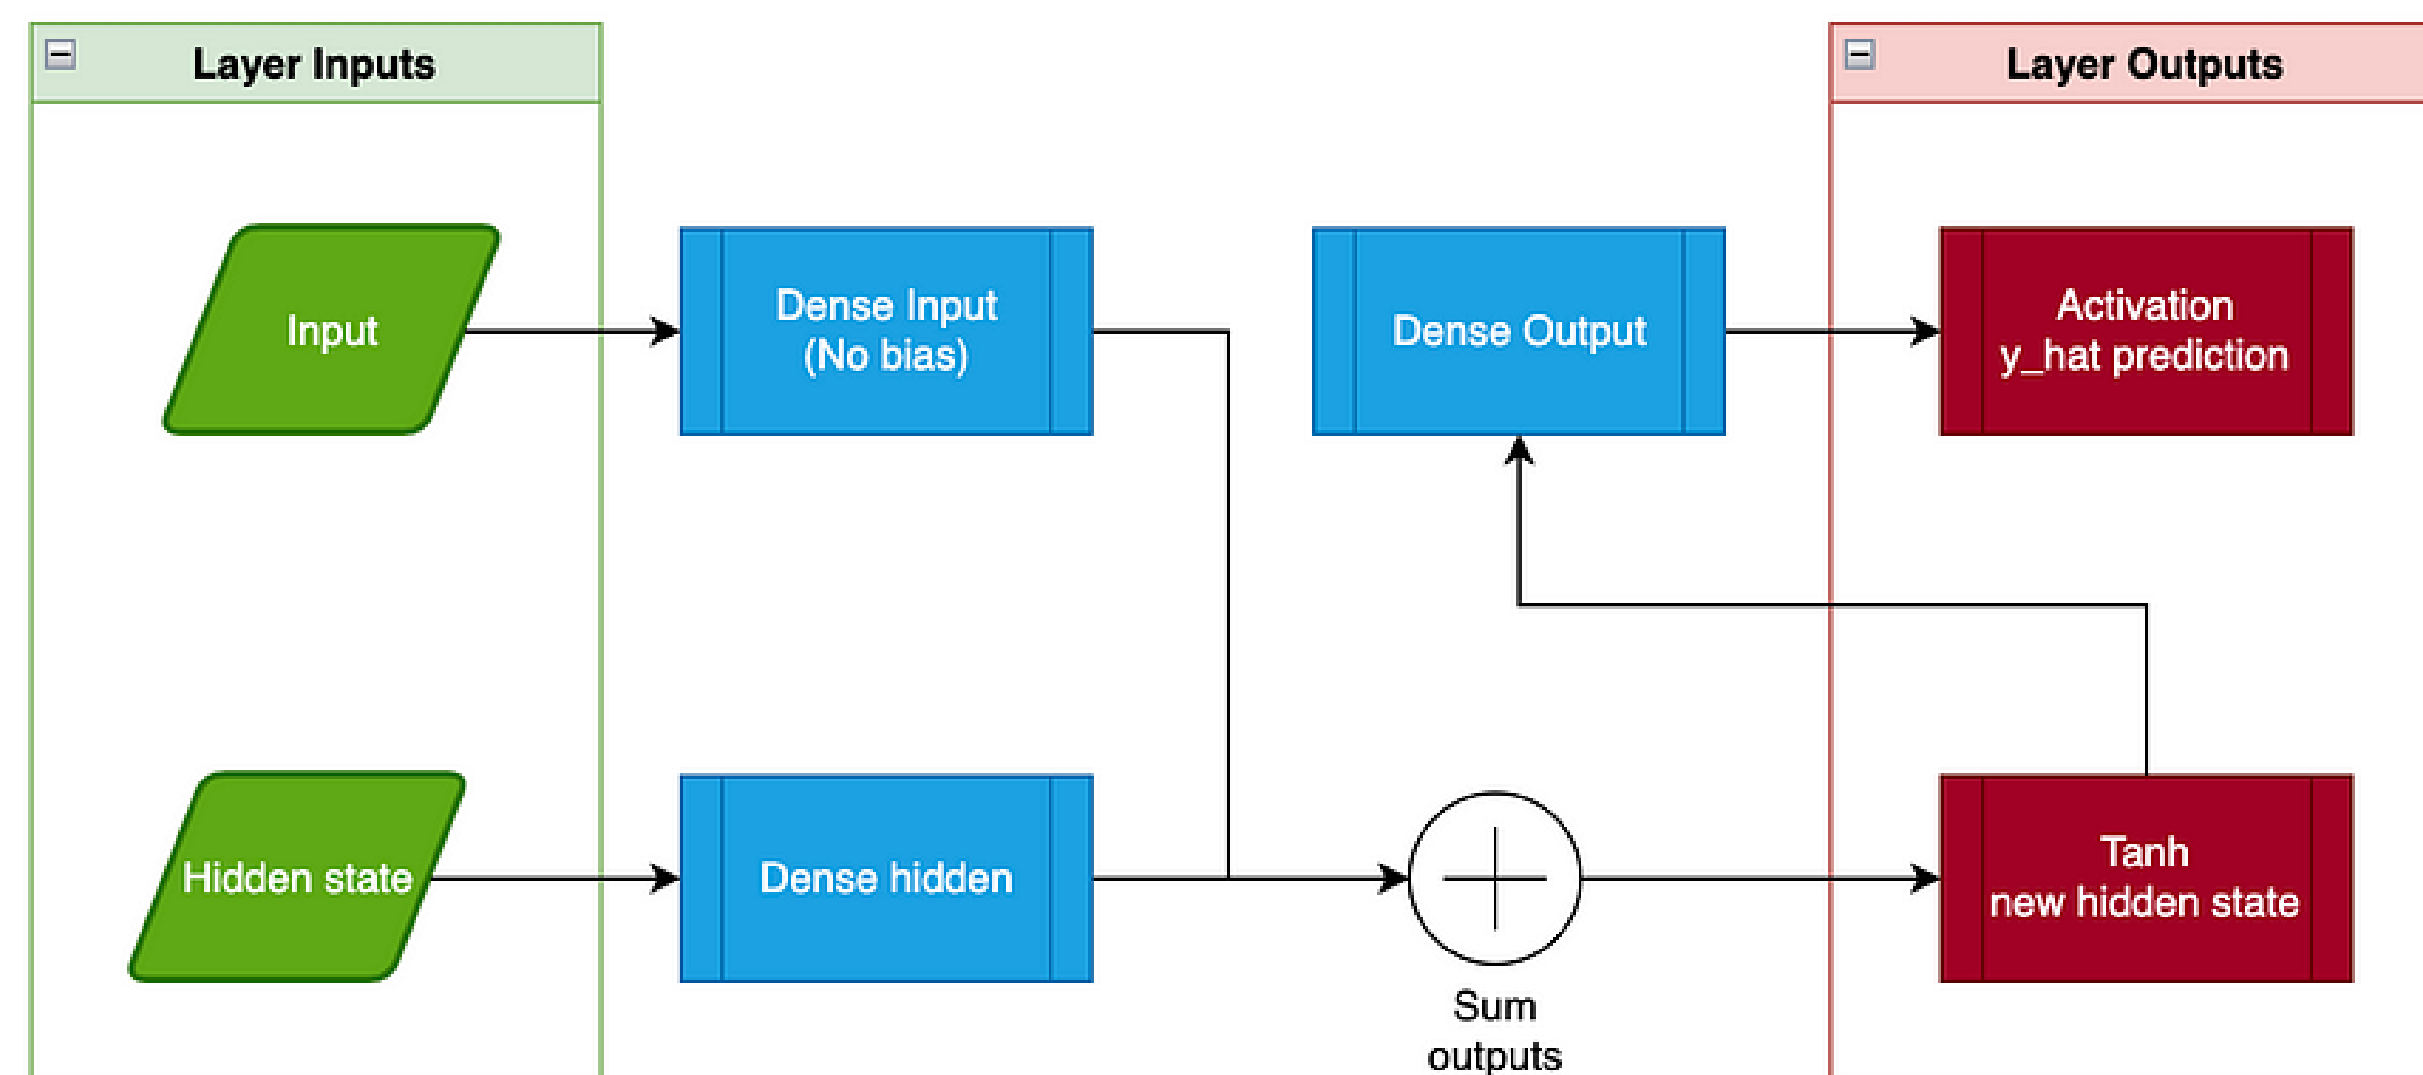 Layer Inputs
Layer Outputs
Input
Dense Input
(No bias)
Dense Output
Activation
y_hat prediction
Hidden state
Dense hidden
Sum
outputs
Tanh
new hidden state